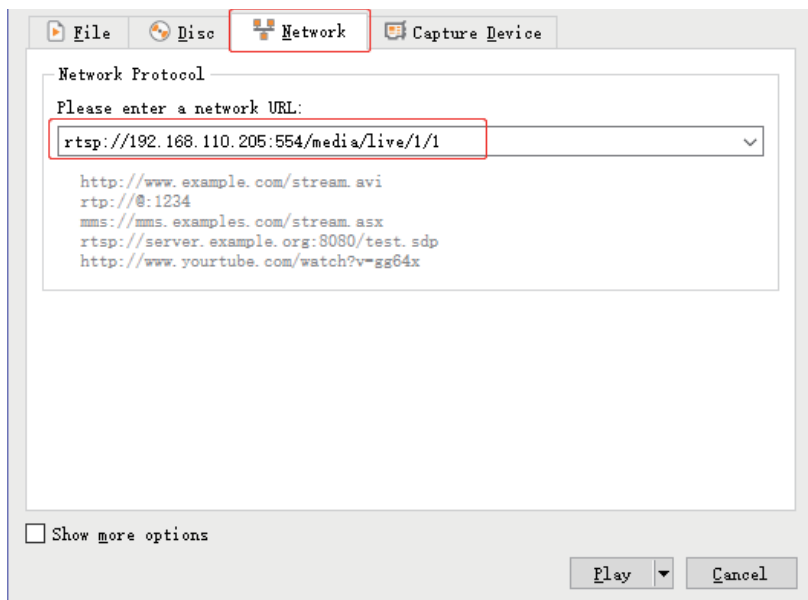 File Disc Network Capture Device
Network Protocol
Please enter a network URL:
rtsp://192.168.110.205:554/media/live/1/1
http://www.example.com/stream.avi
rtp://@:1234
mms://mms.examples.com/stream.asx
rtsp://server.example.org:8080/test.sdp
http://www.yourtube.com/watch?v=gg64x
Show more options
Play Cancel